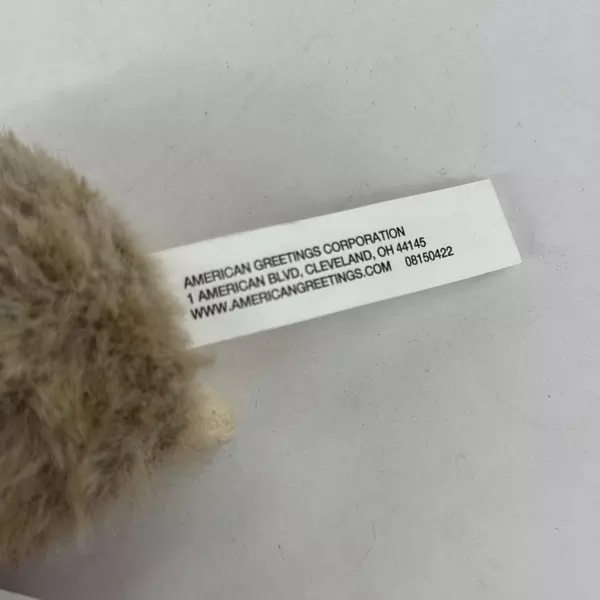 AMERICAN GREETINGS CORPORATION
1 AMERICAN BLVD, CLEVELAND, OH 44145
WWW.AMERICANGREETINGS.COM 08150422